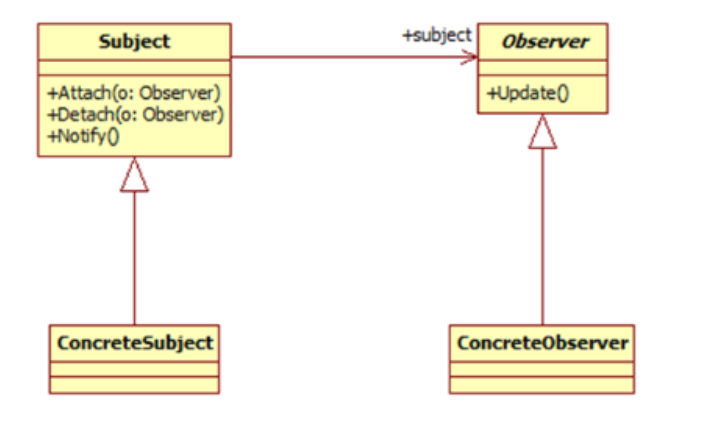 Subject
+Attach(o: Observer)
+Detach(o: Observer)
+Notify()
+subject
Observer
+Update()
ConcreteSubject
ConcreteObserver